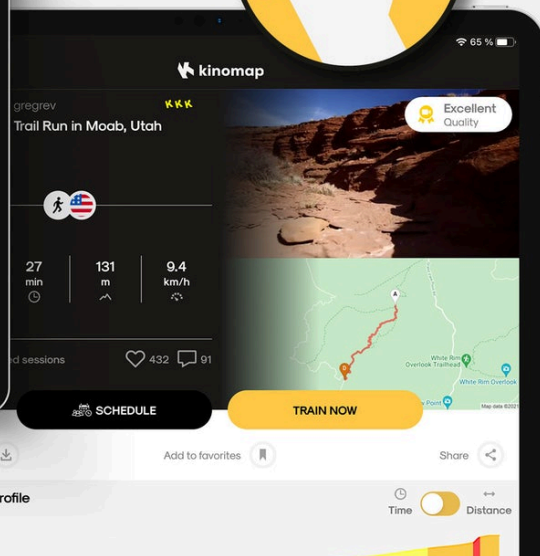 65 %
kinomap
gregrev
KKK
Trail Run in Moab, Utah
Excellent
Quality
27
min
131
m
9.4
km/h
A
White Rim
Overlook Trailhead
White Rim Overlook
Point
Map data ©2021
sessions
432
91
SCHEDULE
TRAIN NOW
Add to favorites
Share
rofile
Time
Distance